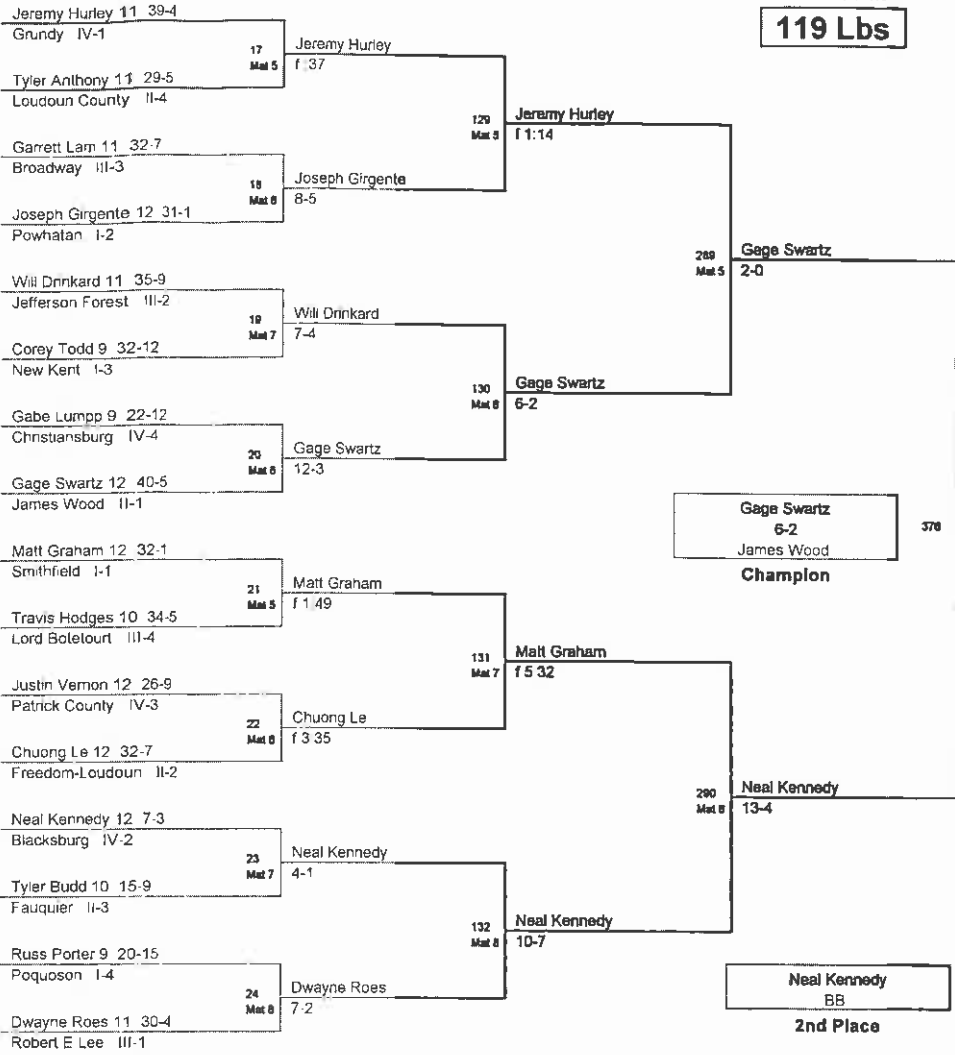 119 Lbs
Jeremy Hurley 11 39-4
Grundy IV-1
17
Mat 5
Jeremy Hurley
f :37
Tyler Anthony 11 29-5
Loudoun County II-4
129
Mat 5
Jeremy Hurley
f 1:14
Garrett Lam 11 32-7
Broadway III-3
18
Mat 6
Joseph Girgente
8-5
Joseph Girgente 12 31-1
Powhatan I-2
289
Mat 5
Gage Swartz
2-0
Will Drinkard 11 35-9
Jefferson Forest III-2
19
Mat 7
Will Drinkard
7-4
Corey Todd 9 32-12
New Kent I-3
130
Mat 8
Gage Swartz
6-2
Gabe Lumpp 9 22-12
Christiansburg IV-4
20
Mat 8
Gage Swartz
12-3
Gage Swartz 12 40-5
James Wood II-1
Gage Swartz
6-2
James Wood
376
Champion
Matt Graham 12 32-1
Smithfield I-1
21
Mat 5
Matt Graham
f 1 49
Travis Hodges 10 34-5
Lord Botetourt III-4
131
Mat 7
Matt Graham
f 5 32
Justin Vernon 12 26-9
Patrick County IV-3
22
Mat 6
Chuong Le
f 3 35
Chuong Le 12 32-7
Freedom-Loudoun II-2
290
Mat 6
Neal Kennedy
13-4
Neal Kennedy 12 7-3
Blacksburg IV-2
23
Mat 7
Neal Kennedy
4-1
Tyler Budd 10 15-9
Fauquier II-3
132
Mat 8
Neal Kennedy
10-7
Russ Porter 9 20-15
Poquoson I-4
24
Mat 8
Dwayne Roes
7-2
Dwayne Roes 11 30-4
Robert E Lee III-1
Neal Kennedy
BB
2nd Place